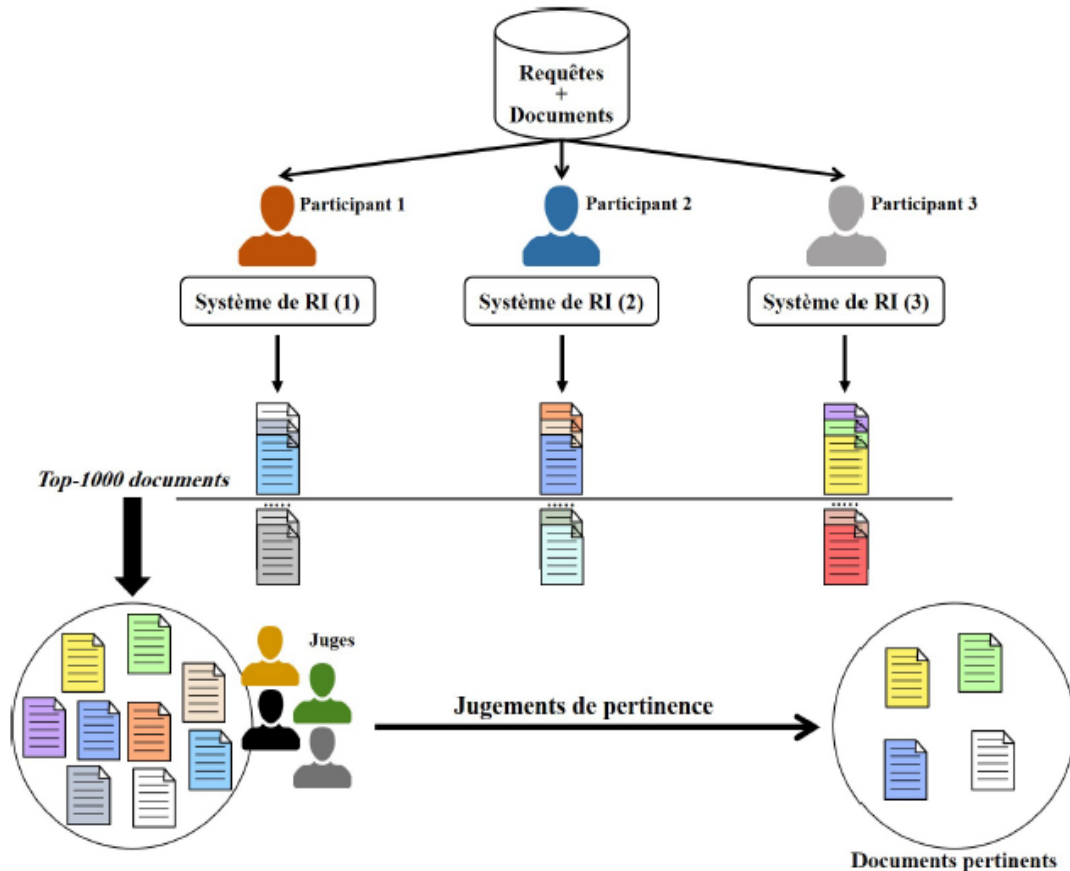 Requêtes
+
Documents
Participant 1
Participant 2
Participant 3
Système de RI (1)
Système de RI (2)
Système de RI (3)
Top-1000 documents
.....
.....
.....
Juges
Jugements de pertinence
Documents pertinents